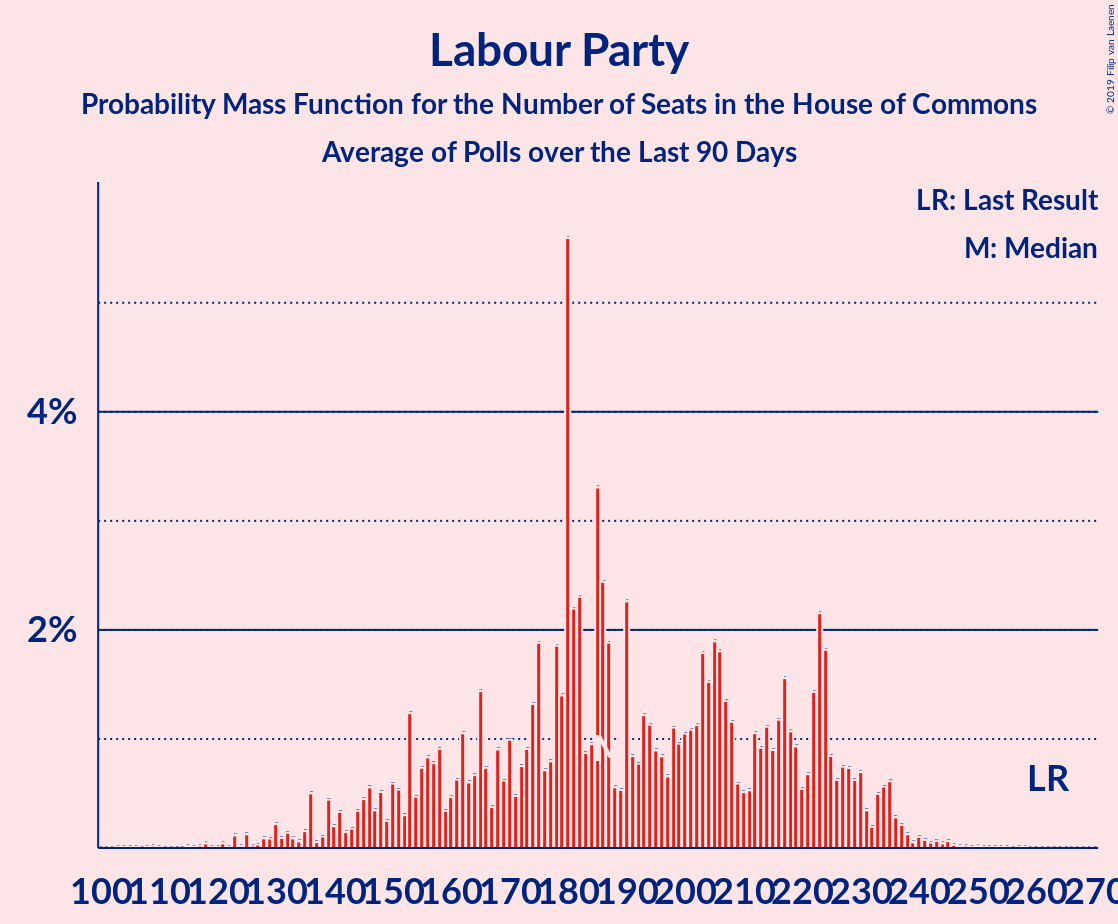 Labour Party
Probability Mass Function for the Number of Seats in the House of Commons
Average of Polls over the Last 90 Days
© 2019 Filip van Laenen
LR: Last Result
M: Median
4%
2%
M
LR
100 110 120 130 140 150 160 170 180 190 200 210 220 230 240 250 260 270